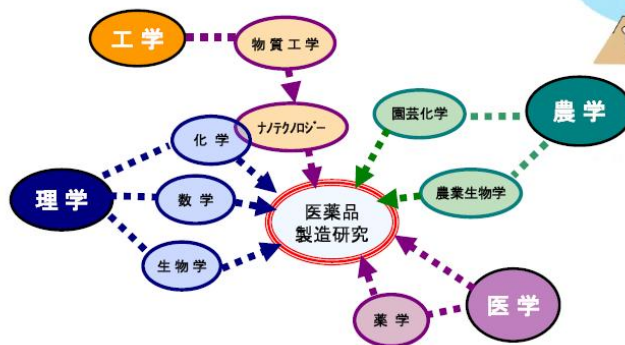 工学
物質工学
ナノテクノロジー
化学
園芸化学
農学
理学
数学
医薬品
製造研究
農業生物学
生物学
薬学
医学